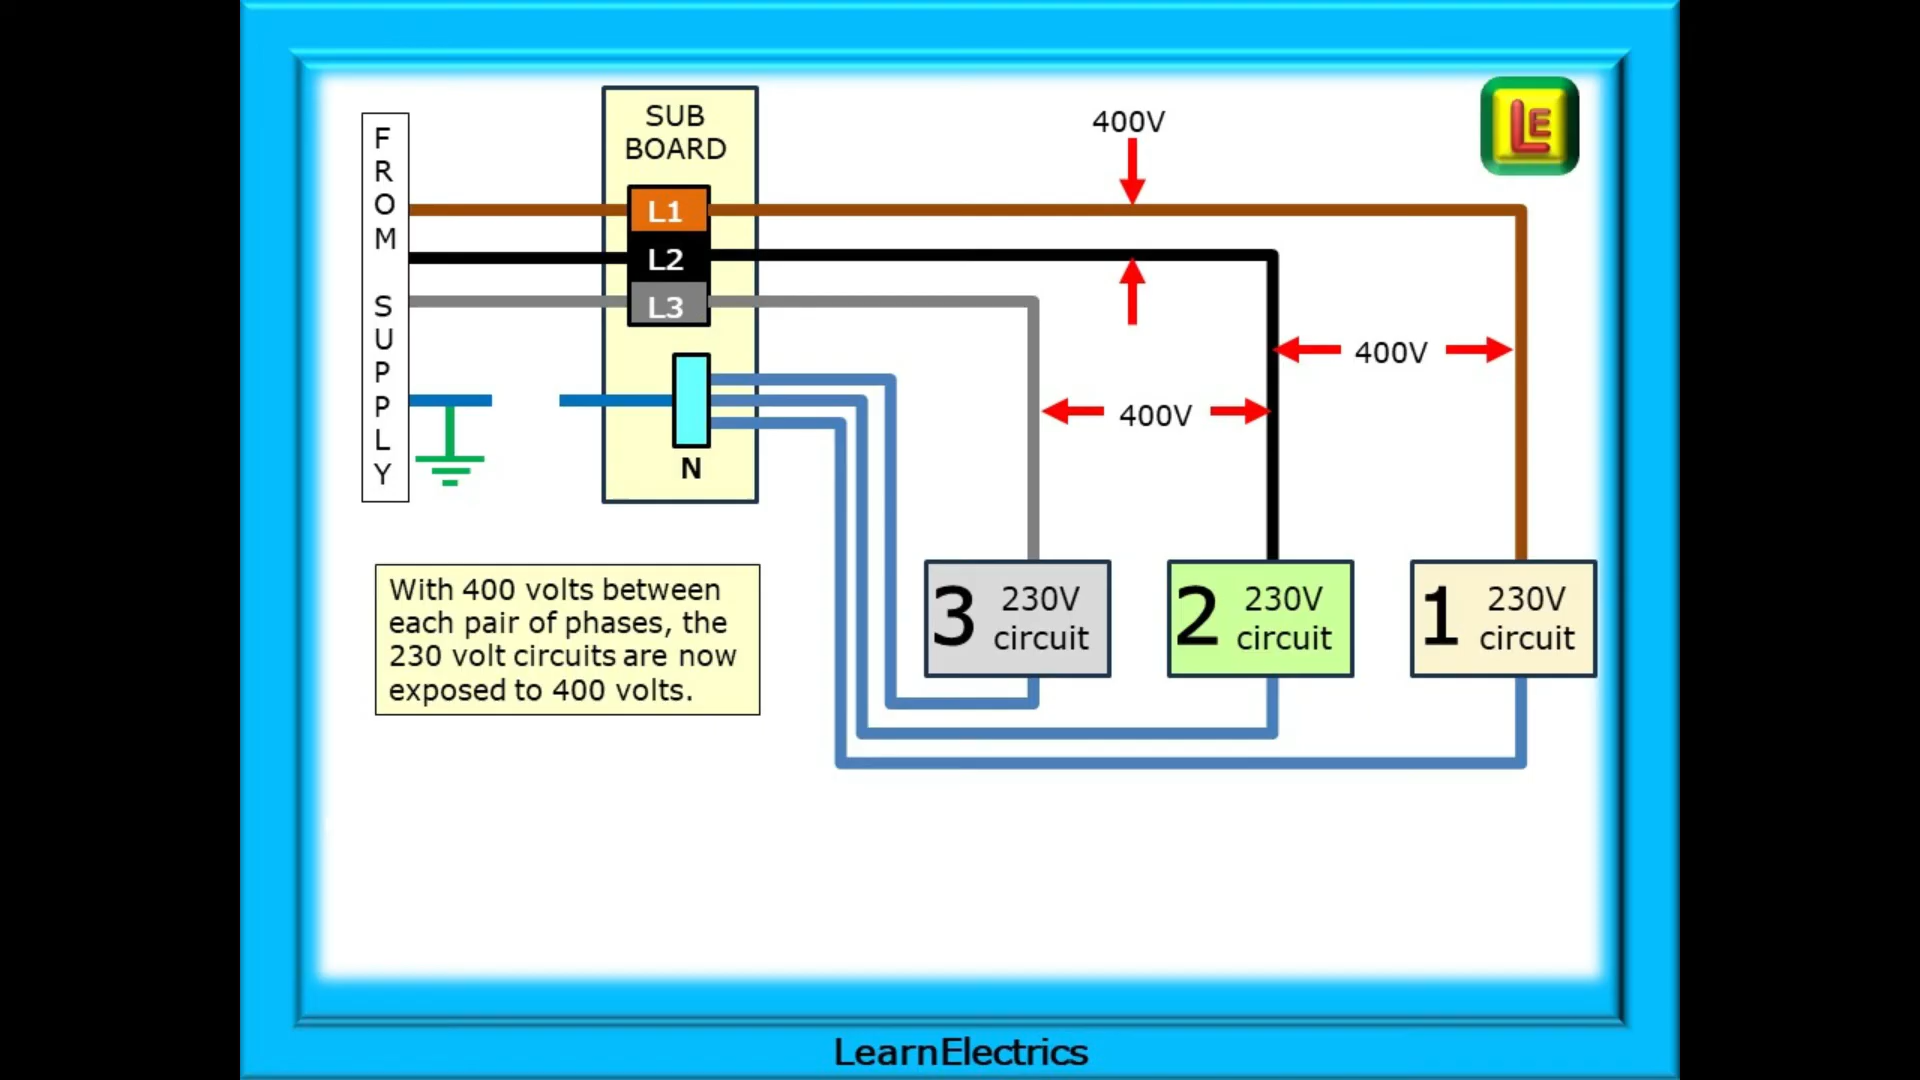 FROM SUPPLY
SUB
BOARD
L1
L2
L3
N
400V
400V
400V
LE
3 230V
circuit
2 230V
circuit
1 230V
circuit
With 400 volts between
each pair of phases, the
230 volt circuits are now
exposed to 400 volts.
LearnElectrics